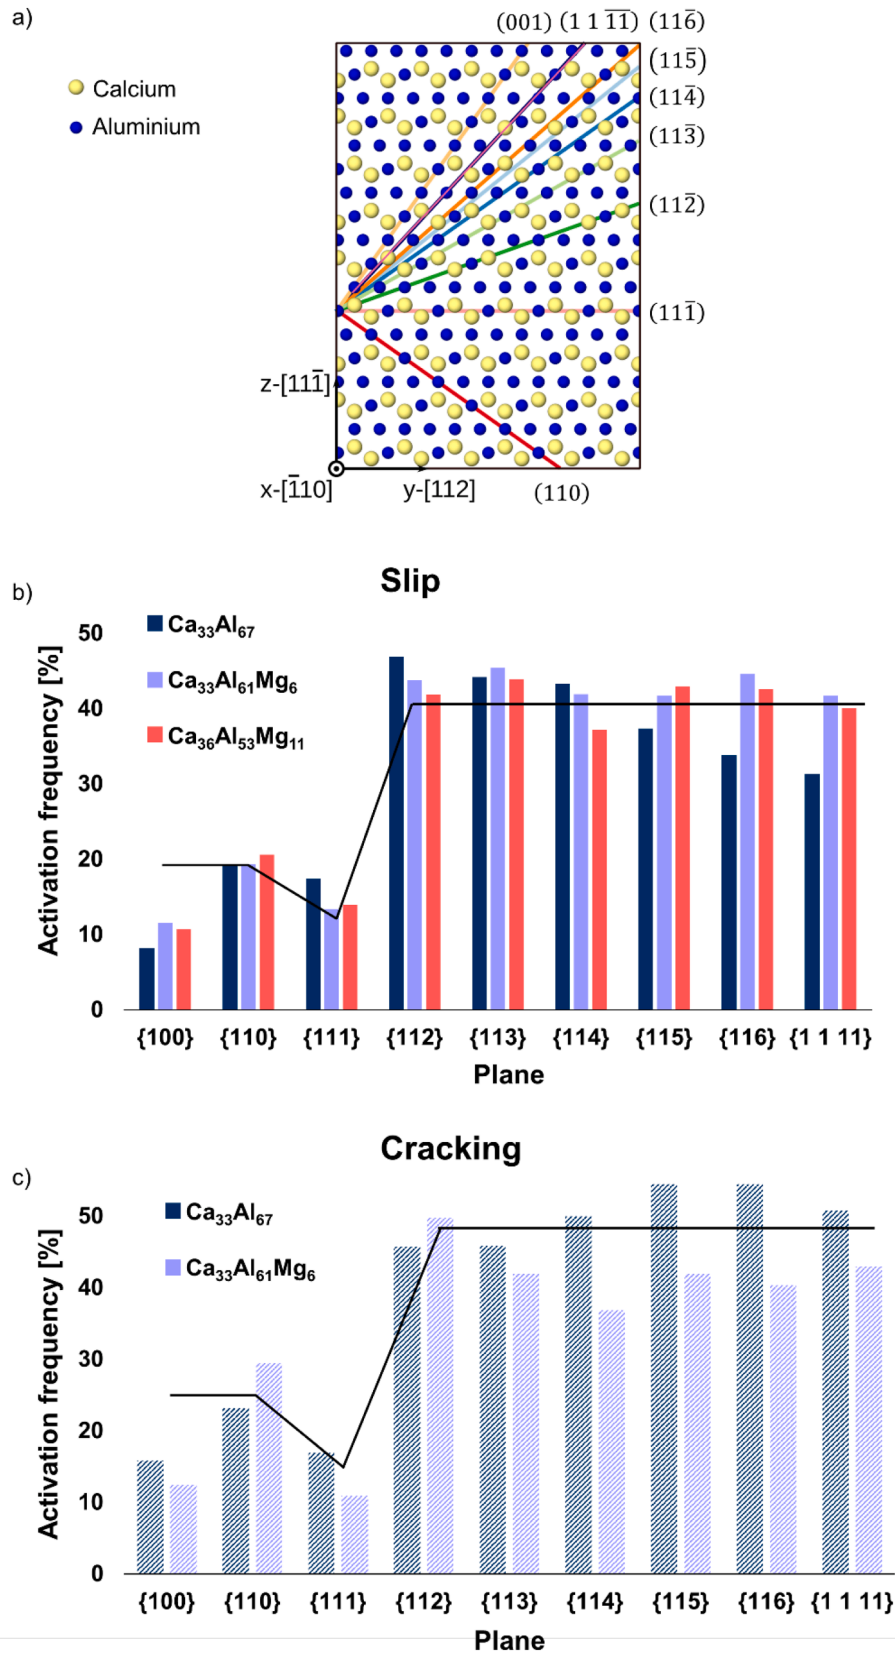 a)
(001) (1 1 1̅1̅) (116̅)
Calcium
Aluminium
(115̅)
(114̅)
(113̅)
(112̅)
(111̅)
z-[111̅]
x-[1̅10]
y-[112]
(110)
b)
Slip
Activation frequency [%]
50
40
30
20
10
0
Ca₃₃Al₆₇
Ca₃₃Al₆₁Mg₆
Ca₃₆Al₅₃Mg₁₁
{100} {110} {111} {112} {113} {114} {115} {116} {1 1 11}
Plane
c)
Cracking
Activation frequency [%]
50
40
30
20
10
0
Ca₃₃Al₆₇
Ca₃₃Al₆₁Mg₆
{100} {110} {111} {112} {113} {114} {115} {116} {1 1 11}
Plane